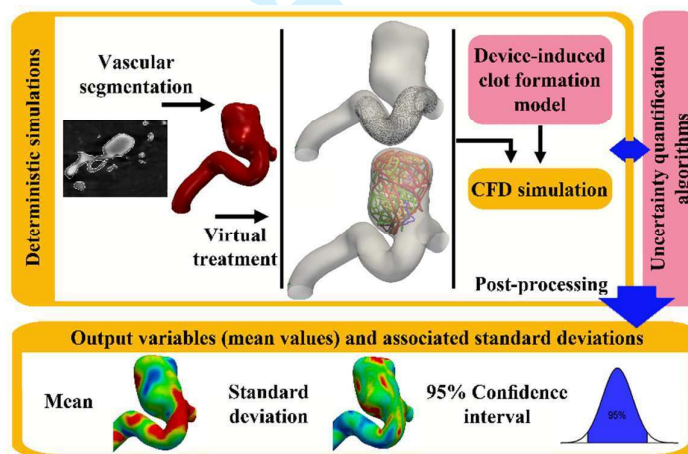 Deterministic simulations
Vascular
segmentation
Virtual
treatment
Device-induced
clot formation
model
CFD simulation
Post-processing
Uncertainty quantification
algorithms
Output variables (mean values) and associated standard deviations
Mean
Standard
deviation
95% Confidence
interval
95%